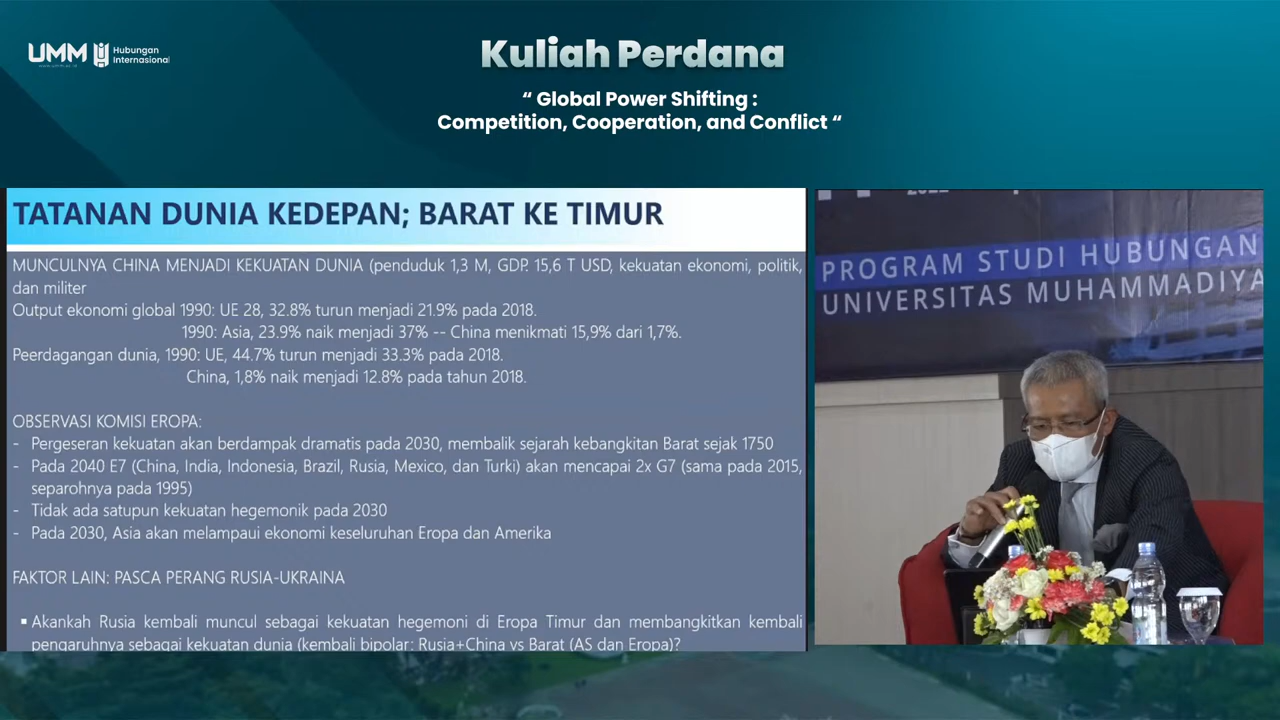 UMM Hubungan
Internasional
Kuliah Perdana
“ Global Power Shifting :
Competition, Cooperation, and Conflict “
TATANAN DUNIA KEDEPAN; BARAT KE TIMUR
MUNCULNYA CHINA MENJADI KEKUATAN DUNIA (penduduk 1,3 M, GDP. 15,6 T USD, kekuatan ekonomi, politik,
dan militer
Output ekonomi global 1990: UE 28, 32.8% turun menjadi 21.9% pada 2018.
1990: Asia, 23.9% naik menjadi 37% -- China menikmati 15,9% dari 1,7%.
Peerdagangan dunia, 1990: UE, 44.7% turun menjadi 33.3% pada 2018.
China, 1,8% naik menjadi 12.8% pada tahun 2018.
OBSERVASI KOMISI EROPA:
- Pergeseran kekuatan akan berdampak dramatis pada 2030, membalik sejarah kebangkitan Barat sejak 1750
- Pada 2040 E7 (China, India, Indonesia, Brazil, Rusia, Mexico, dan Turki) akan mencapai 2x G7 (sama pada 2015,
separohnya pada 1995)
- Tidak ada satupun kekuatan hegemonik pada 2030
- Pada 2030, Asia akan melampaui ekonomi keseluruhan Eropa dan Amerika
FAKTOR LAIN: PASCA PERANG RUSIA-UKRAINA
▪ Akankah Rusia kembali muncul sebagai kekuatan hegemoni di Eropa Timur dan membangkitkan kembali
pengaruhnya sebagai kekuatan dunia (kembali bipolar: Rusia+China vs Barat (AS dan Eropa)?
PROGRAM STUDI HUBUNGAN
UNIVERSITAS MUHAMMADIYA